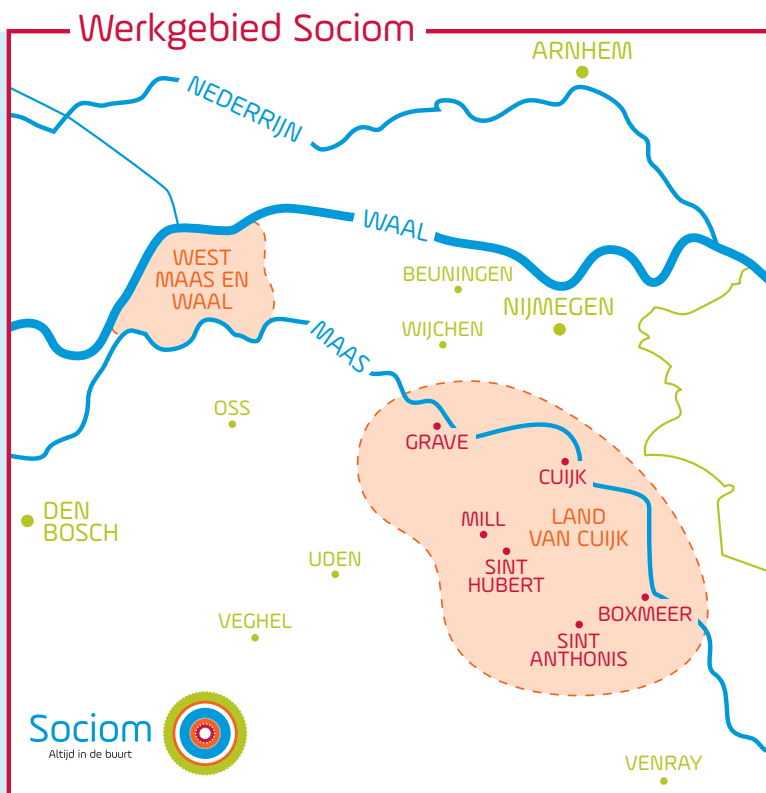 Werkgebied Sociom
ARNHEM
NEDERRIJN
WAAL
WEST
MAAS EN
WAAL
BEUNINGEN
NIJMEGEN
WIJCHEN
MAAS
OSS
GRAVE
CUIJK
DEN
BOSCH
MILL
LAND
VAN CUIJK
SINT
HUBERT
UDEN
BOXMEER
VEGHEL
SINT
ANTHONIS
Sociom
Altijd in de buurt
VENRAY